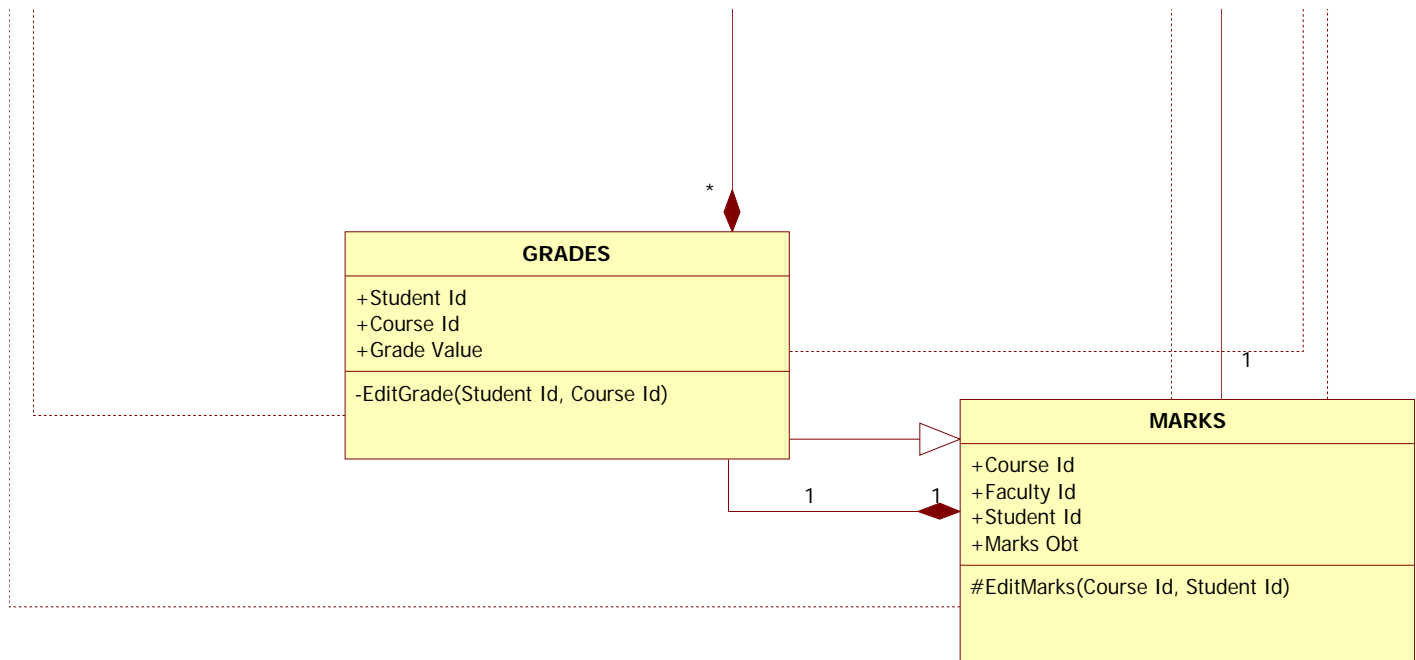 *
GRADES
+Student Id
+Course Id
+Grade Value
-EditGrade(Student Id, Course Id)
1
MARKS
+Course Id
+Faculty Id
+Student Id
+Marks Obt
#EditMarks(Course Id, Student Id)
1
1